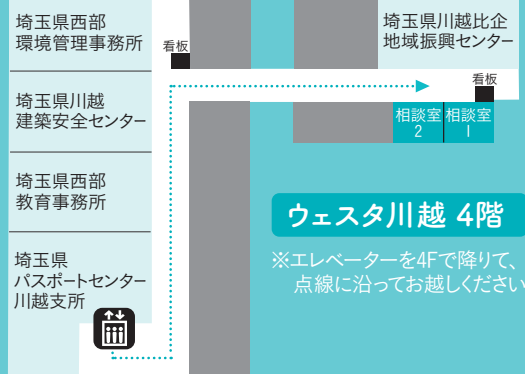 埼玉県西部
環境管理事務所
看板
埼玉県川越比企
地域振興センター
看板
埼玉県川越
建築安全センター
相談室
2
相談室
1
埼玉県西部
教育事務所
ウェスタ川越 4階
※エレベーターを4Fで降りて、
点線に沿ってお越しください
埼玉県
パスポートセンター
川越支所